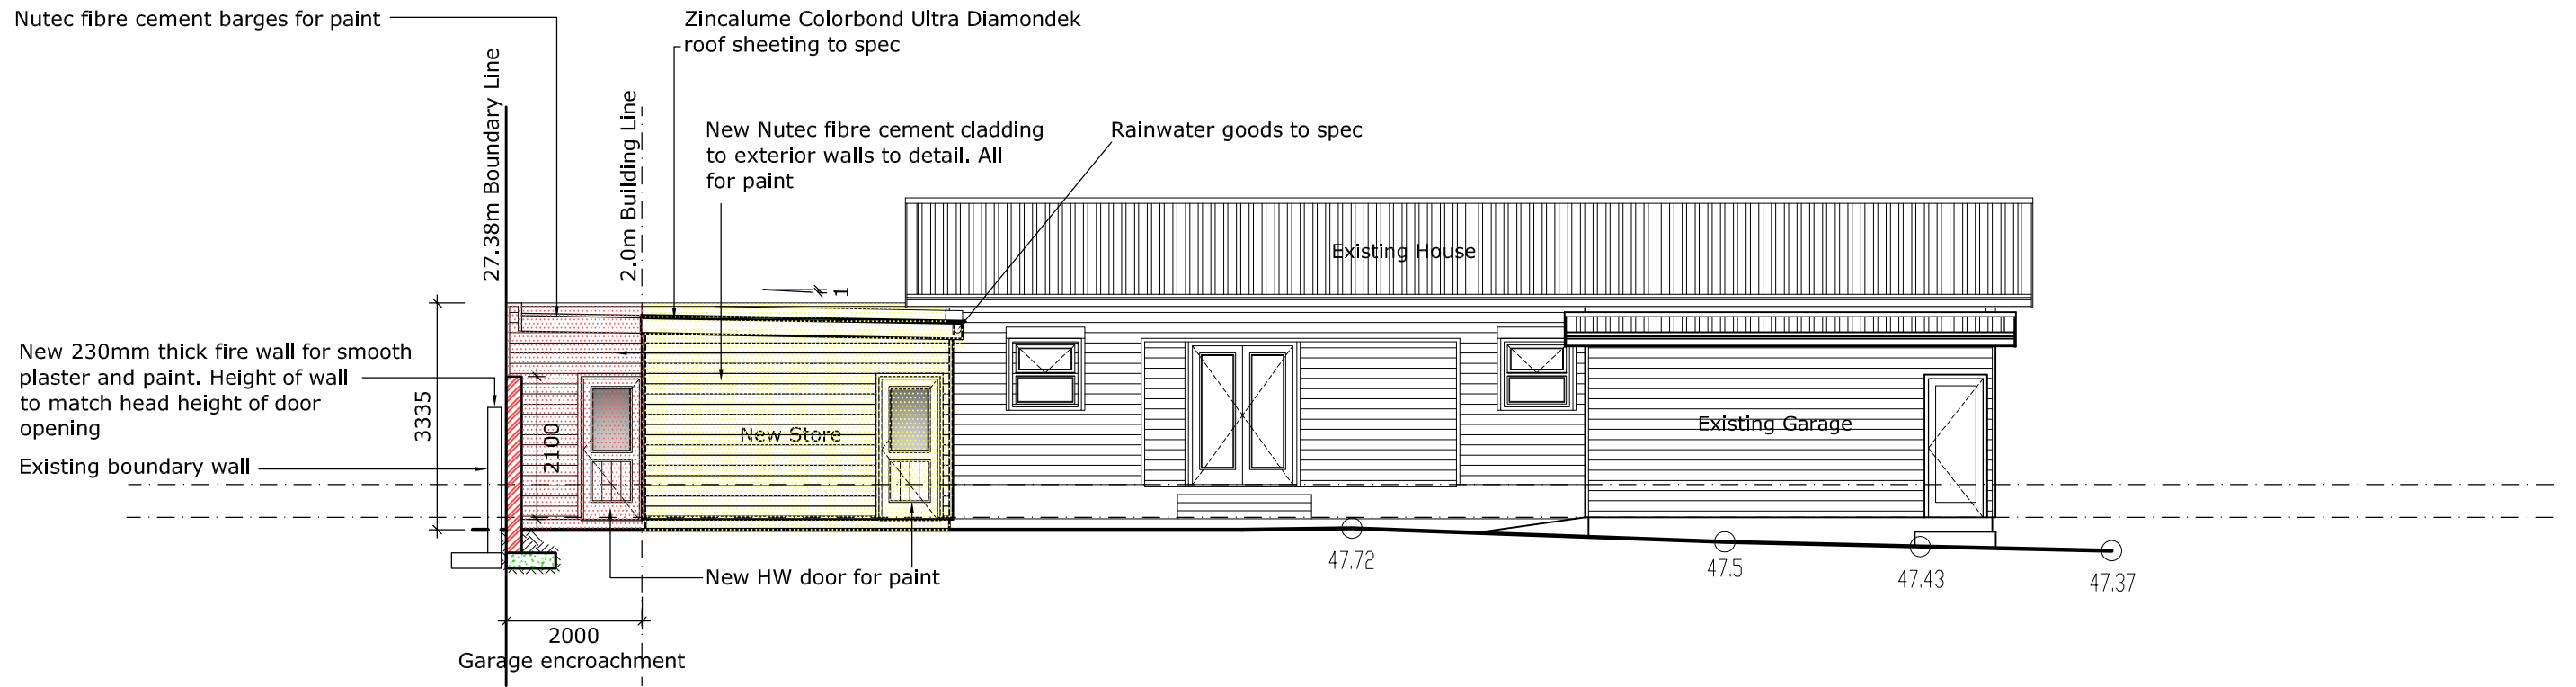 Nutec fibre cement barges for paint
Zincalume Colorbond Ultra Diamondek
roof sheeting to spec
27.38m Boundary Line
2.0m Building Line
New Nutec fibre cement cladding
to exterior walls to detail. All
for paint
Rainwater goods to spec
Existing House
1
New 230mm thick fire wall for smooth
plaster and paint. Height of wall
to match head height of door
opening
3335
2100
New Store
Existing Garage
Existing boundary wall
47.72
47.5
47.43
47.37
New HW door for paint
2000
Garage encroachment